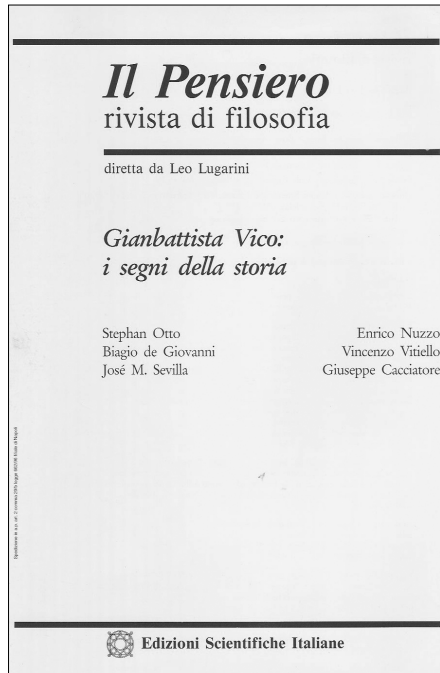 Il Pensiero
rivista di filosofia
diretta da Leo Lugarini
Gianbattista Vico:
i segni della storia
Stephan Otto
Biagio de Giovanni
José M. Sevilla
Enrico Nuzzo
Vincenzo Vitiello
Giuseppe Cacciatore
Edizioni Scientifiche Italiane